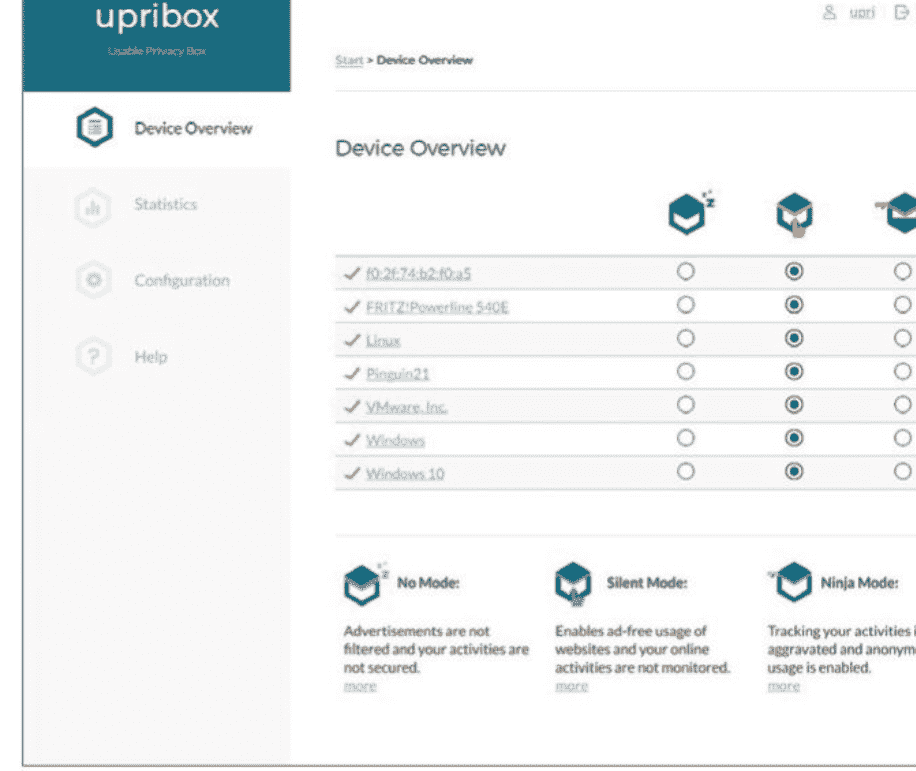 upribox
Usable Privacy Box
upri
Start > Device Overview
Device Overview
Statistics
Configuration
Help
Device Overview
f0:2f:74:b2:f0:a5
FRITZ!Powerline 540E
Linux
Pinguin21
VMware, Inc.
Windows
Windows 10
No Mode:
Advertisements are not
filtered and your activities are
not secured.
more
Silent Mode:
Enables ad-free usage of
websites and your online
activities are not monitored.
more
Ninja Mode:
Tracking your activities i
aggravated and anonym
usage is enabled.
more